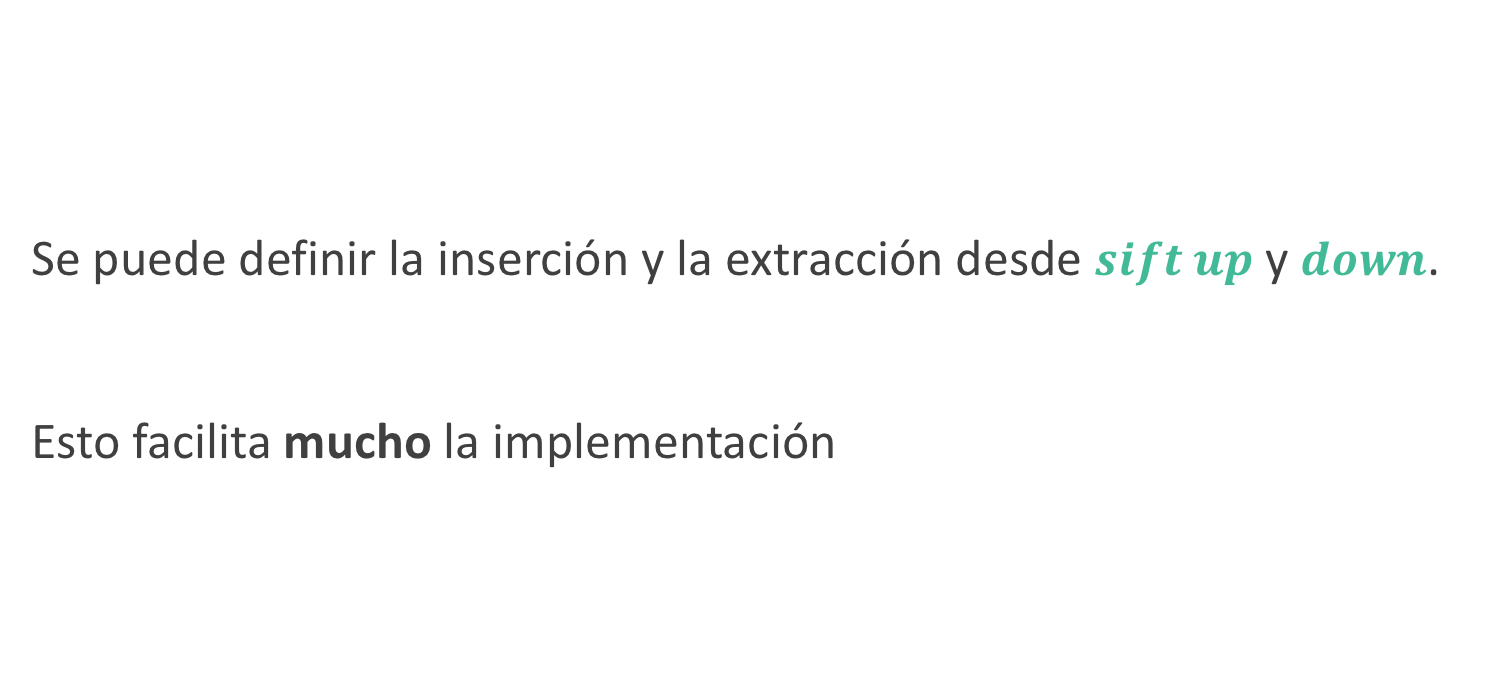 Se puede definir la inserción y la extracción desde sift up y down.
Esto facilita mucho la implementación